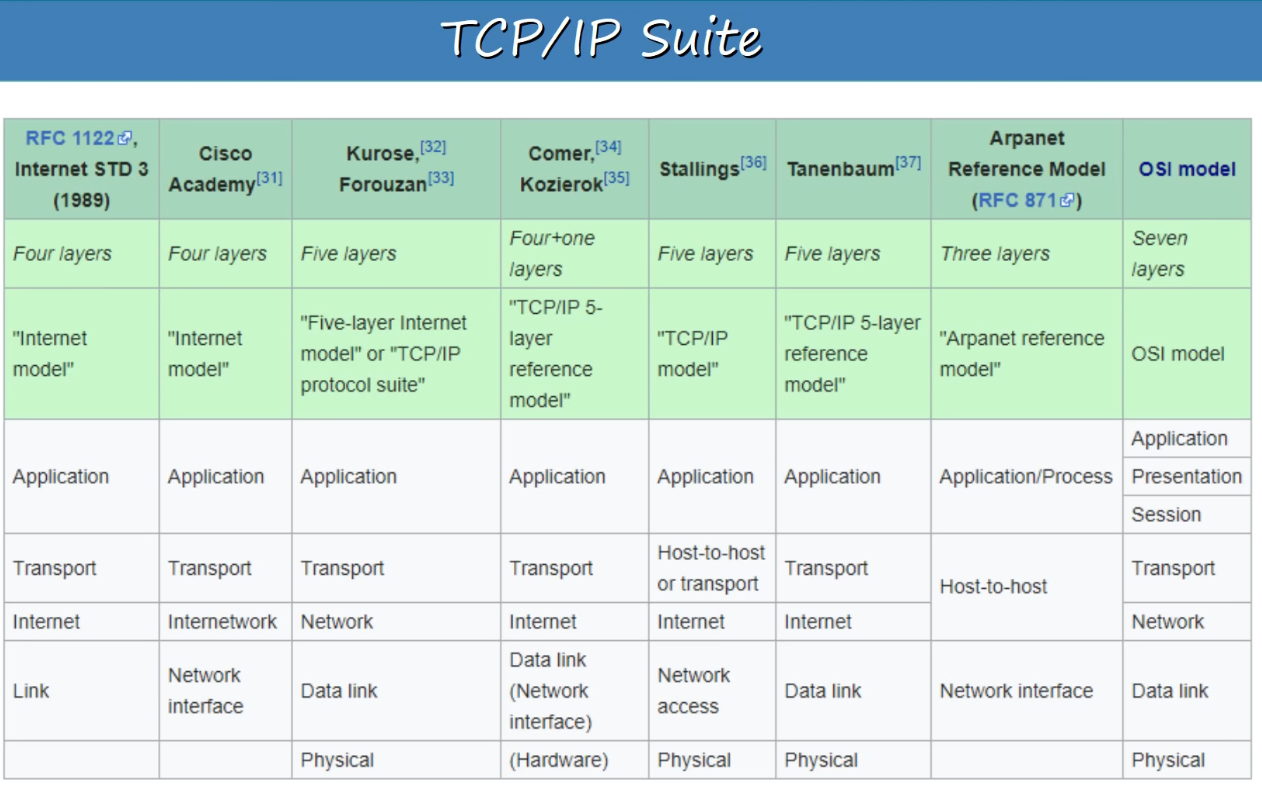 TCP/IP Suite
RFC 1122,
Internet STD 3
(1989)
Cisco
Academy[31]
Kurose,[32]
Forouzan[33]
Comer,[34]
Kozierok[35]
Stallings[36]
Tanenbaum[37]
Arpanet
Reference Model
(RFC 871)
OSI model
Four layers
Four layers
Five layers
Four+one
layers
Five layers
Five layers
Three layers
Seven
layers
"Internet
model"
"Internet
model"
"Five-layer Internet
model" or "TCP/IP
protocol suite"
"TCP/IP 5-
layer
reference
model"
"TCP/IP
model"
"TCP/IP 5-layer
reference
model"
"Arpanet reference
model"
OSI model
Application
Application
Application
Application
Application
Application
Application/Process
Application
Presentation
Session
Transport
Transport
Transport
Transport
Host-to-host
or transport
Transport
Host-to-host
Transport
Internet
Internetwork
Network
Internet
Internet
Internet
Network
Link
Network
interface
Data link
Data link
(Network
interface)
Network
access
Data link
Network interface
Data link
Physical
(Hardware)
Physical
Physical
Physical